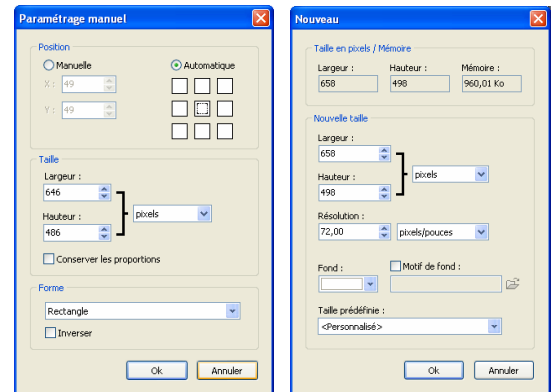 Paramétrage manuel
Position
Manuelle
Automatique
X : 49
Y : 49
Taille
Largeur :
646
Hauteur :
486
pixels
Conserver les proportions
Forme
Rectangle
Inverser
Ok Annuler
Nouveau
Taille en pixels / Mémoire
Largeur : Hauteur : Mémoire :
658 498 960,01 Ko
Nouvelle taille
Largeur :
658
Hauteur :
498
pixels
Résolution :
72,00 pixels/pouces
Fond : Motif de fond :
Taille prédéfinie :
<Personnalisé>
Ok Annuler